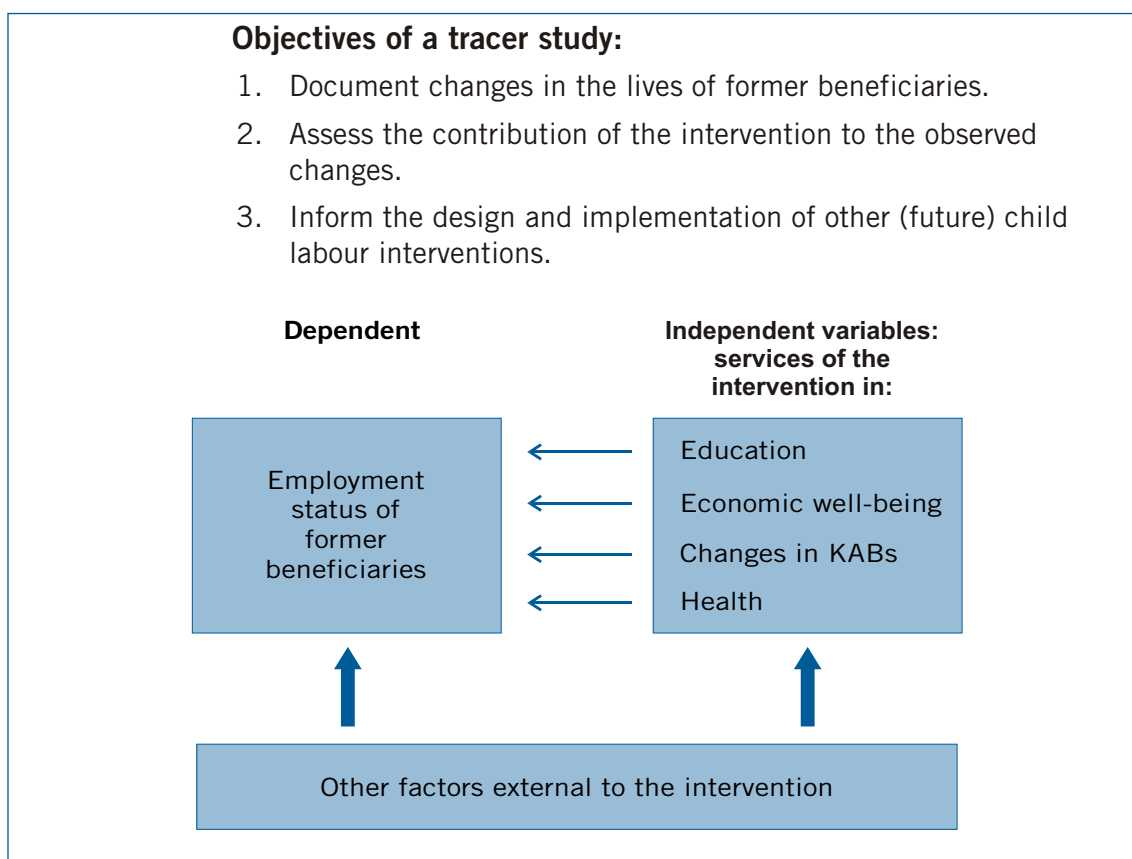 Objectives of a tracer study:
1. Document changes in the lives of former beneficiaries.
2. Assess the contribution of the intervention to the observed
changes.
3. Inform the design and implementation of other (future) child
labour interventions.
Dependent
Independent variables:
services of the
intervention in:
Employment
status of
former
beneficiaries
Education
Economic well-being
Changes in KABs
Health
Other factors external to the intervention